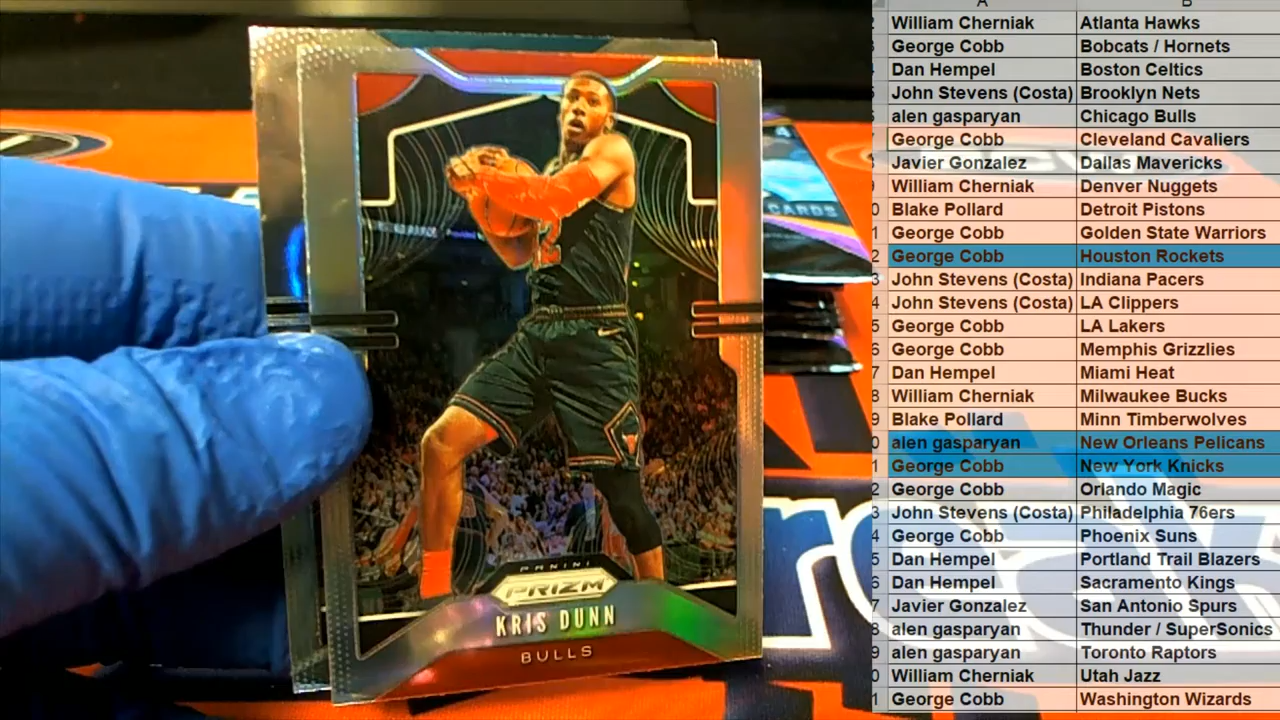 PANINI
PRIZM
KRIS DUNN
BULLS
CARDS
A B
William Cherniak Atlanta Hawks
George Cobb Bobcats / Hornets
Dan Hempel Boston Celtics
John Stevens (Costa) Brooklyn Nets
alen gasparyan Chicago Bulls
George Cobb Cleveland Cavaliers
Javier Gonzalez Dallas Mavericks
William Cherniak Denver Nuggets
Blake Pollard Detroit Pistons
George Cobb Golden State Warriors
George Cobb Houston Rockets
John Stevens (Costa) Indiana Pacers
John Stevens (Costa) LA Clippers
George Cobb LA Lakers
George Cobb Memphis Grizzlies
Dan Hempel Miami Heat
William Cherniak Milwaukee Bucks
Blake Pollard Minn Timberwolves
alen gasparyan New Orleans Pelicans
George Cobb New York Knicks
George Cobb Orlando Magic
John Stevens (Costa) Philadelphia 76ers
George Cobb Phoenix Suns
Dan Hempel Portland Trail Blazers
Dan Hempel Sacramento Kings
Javier Gonzalez San Antonio Spurs
alen gasparyan Thunder / SuperSonics
alen gasparyan Toronto Raptors
William Cherniak Utah Jazz
George Cobb Washington Wizards